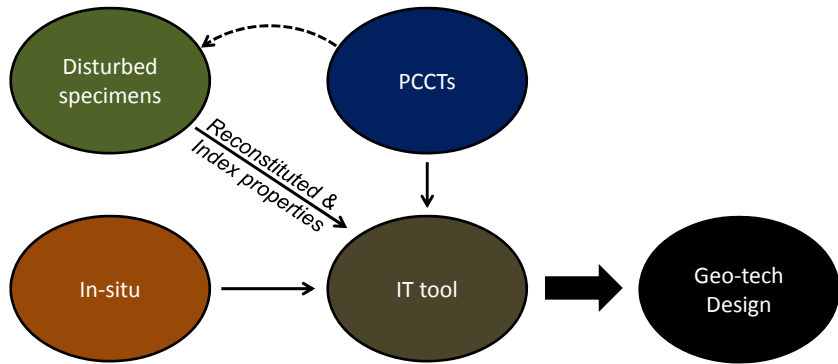 Disturbed
specimens
PCCTs
Reconstituted &
Index properties
In-situ
IT tool
Geo-tech
Design